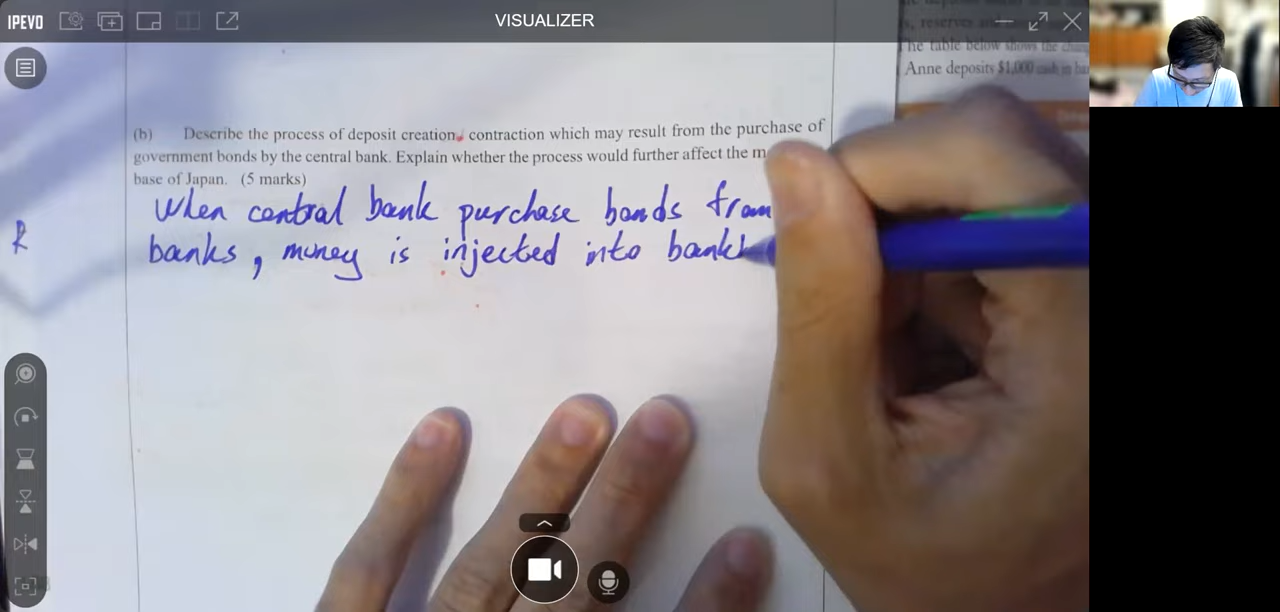 IPEVO
VISUALIZER
s, reserves
The table below shows the
Anne deposits $1,000 cash in
(b) Describe the process of deposit creation, contraction which may result from the purchase of
government bonds by the central bank. Explain whether the process would further affect the
base of Japan. (5 marks)
When central bank purchase bonds from
banks, money is injected into
R